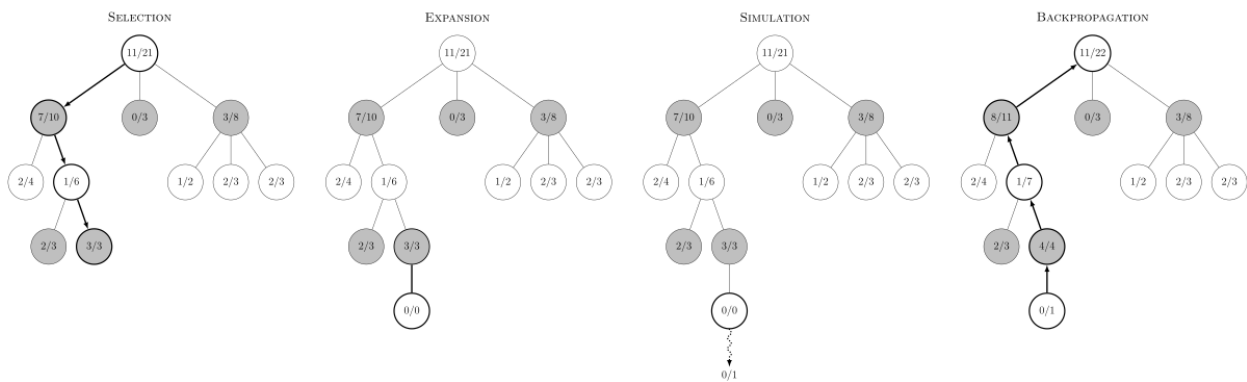 SELECTION EXPANSION SIMULATION BACKPROPAGATION
11/21 11/21 11/21 11/22
7/10 0/3 3/8 7/10 0/3 3/8 7/10 0/3 3/8 8/11 0/3 3/8
2/4 1/6 1/2 2/3 2/3 2/4 1/6 1/2 2/3 2/3 2/4 1/6 1/2 2/3 2/3 2/4 1/7 1/2 2/3 2/3
2/3 3/3 2/3 3/3 2/3 3/3 2/3 4/4
0/0 0/0 0/1
0/1